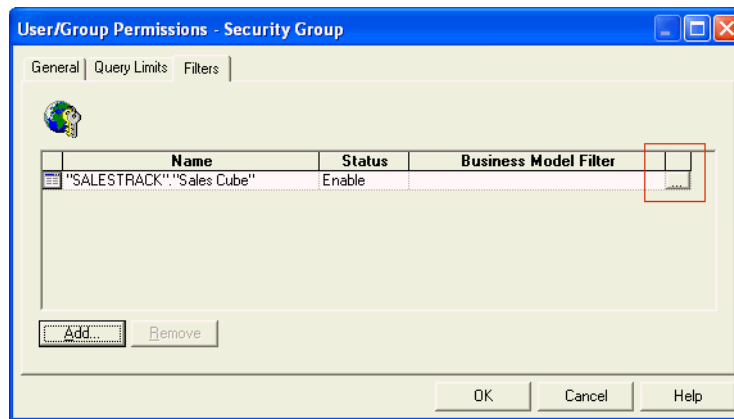 User/Group Permissions - Security Group
General Query Limits Filters
Name Status Business Model Filter
"SALESTRACK"."Sales Cube" Enable ...
Add... Remove
OK Cancel Help